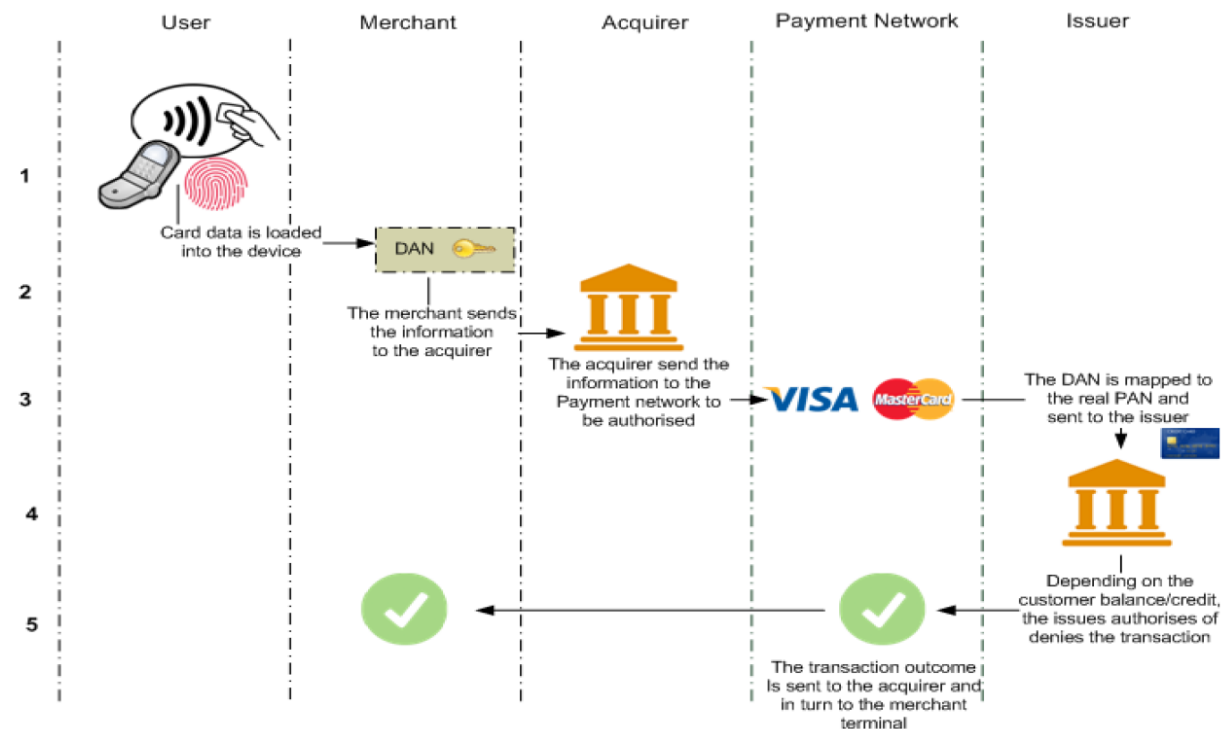 User
Merchant
Acquirer
Payment Network
Issuer
1
Card data is loaded
into the device
DAN
2
The merchant sends
the information
to the acquirer
The acquirer send the
information to the
Payment network to
be authorised
3
VISA
MasterCard
The DAN is mapped to
the real PAN and
sent to the issuer
4
Depending on the
customer balance/credit,
the issues authorises of
denies the transaction
5
The transaction outcome
Is sent to the acquirer and
in turn to the merchant
terminal